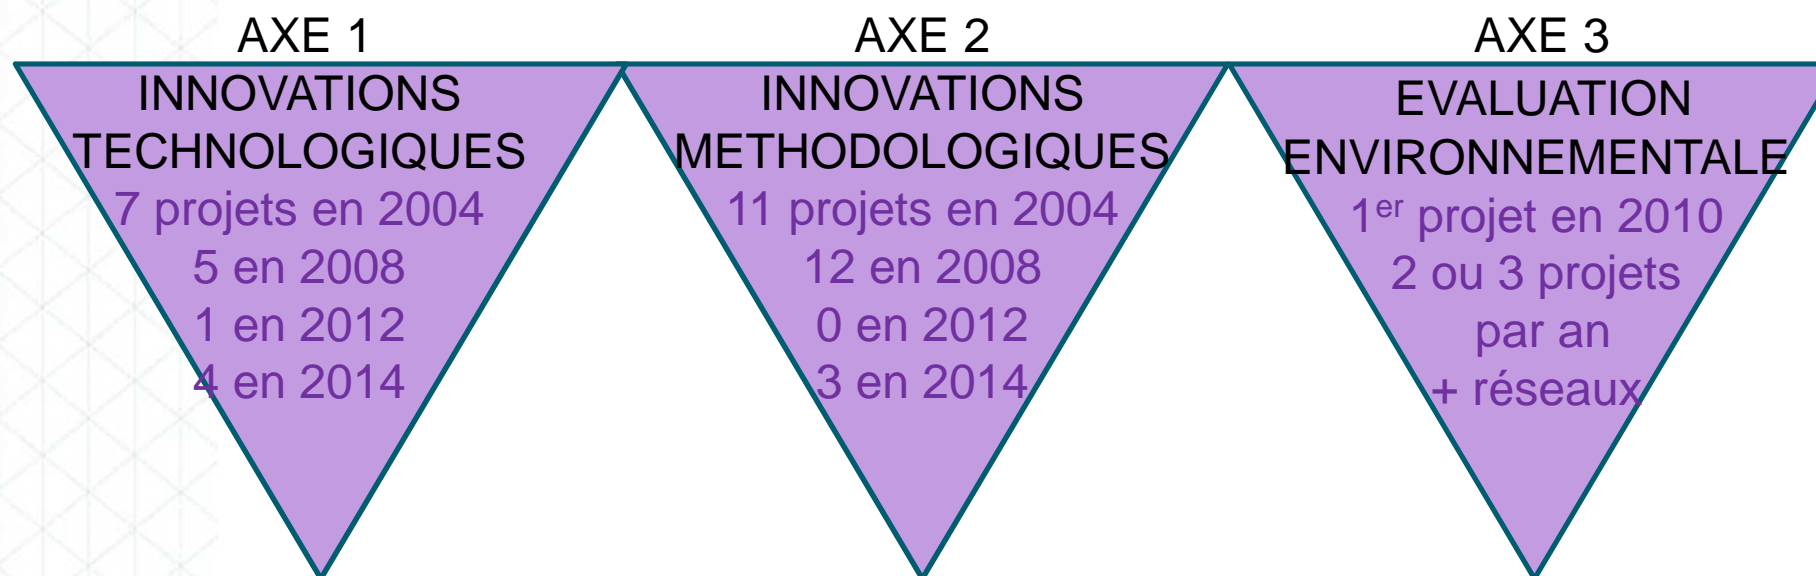 AXE 1
INNOVATIONS
TECHNOLOGIQUES
7 projets en 2004
5 en 2008
1 en 2012
4 en 2014
AXE 2
INNOVATIONS
METHODOLOGIQUES
11 projets en 2004
12 en 2008
0 en 2012
3 en 2014
AXE 3
EVALUATION
ENVIRONNEMENTALE
1er projet en 2010
2 ou 3 projets
par an
+ réseaux